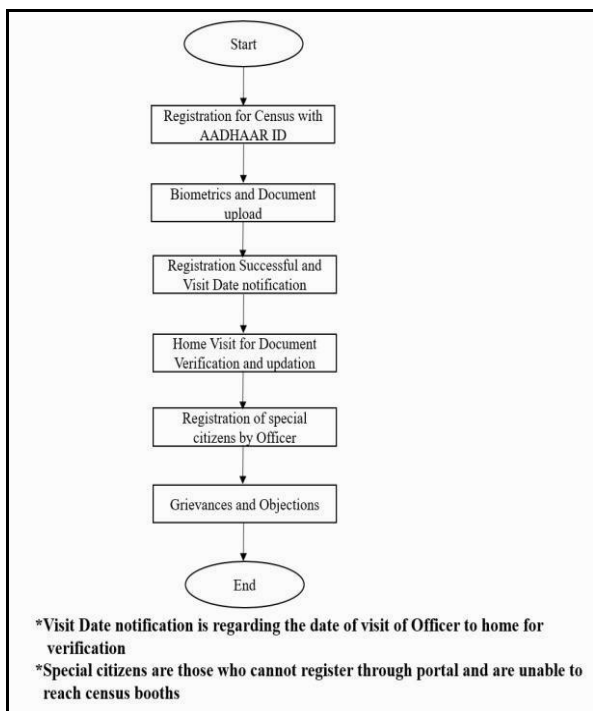 Start
Registration for Census with
AADHAAR ID
Biometrics and Document
upload
Registration Successful and
Visit Date notification
Home Visit for Document
Verification and updation
Registration of special
citizens by Officer
Grievances and Objections
End
*Visit Date notification is regarding the date of visit of Officer to home for
verification
*Special citizens are those who cannot register through portal and are unable to
reach census booths